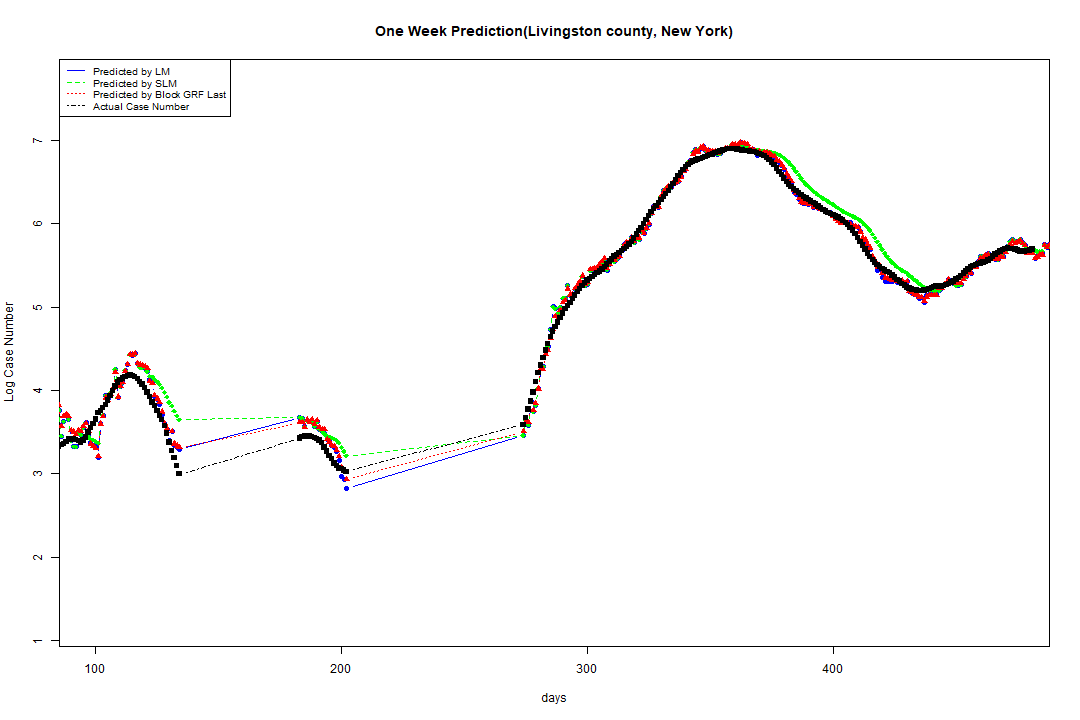 One Week Prediction(Livingston county, New York)
Predicted by LM
Predicted by SLM
Predicted by Block GRF Last
Actual Case Number
7
6
5
4
3
2
1
Log Case Number
100 200 300 400
days